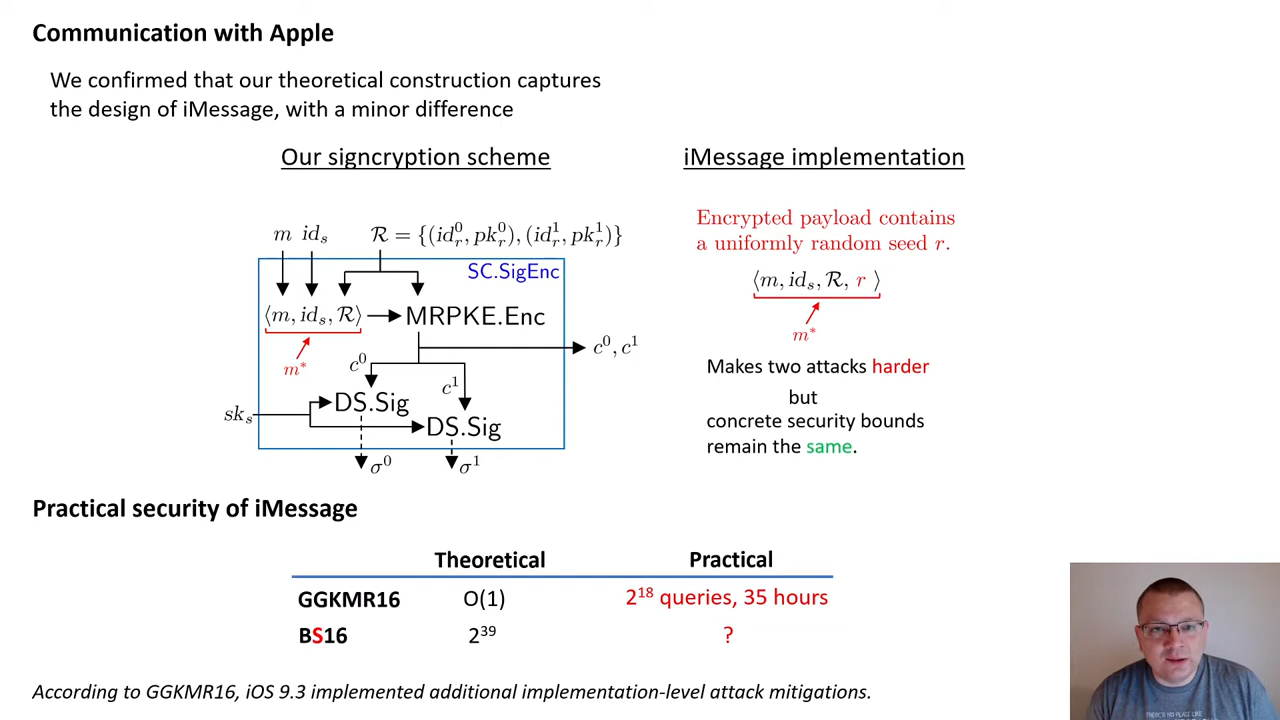 Communication with Apple
We confirmed that our theoretical construction captures
the design of iMessage, with a minor difference
Our signcryption scheme
iMessage implementation
m id_s R = {(id_r^0, pk_r^0), (id_r^1, pk_r^1)}
SC.SigEnc
⟨m, id_s, R⟩ MRPKE.Enc
m*
c^0, c^1
c^0
c^1
sk_s
DS.Sig
DS.Sig
σ^0 σ^1
Encrypted payload contains
a uniformly random seed r.
⟨m, id_s, R, r ⟩
m*
Makes two attacks harder
but
concrete security bounds
remain the same.
Practical security of iMessage
Theoretical Practical
GGKMR16 O(1) 2^18 queries, 35 hours
BS16 2^39 ?
According to GGKMR16, iOS 9.3 implemented additional implementation-level attack mitigations.